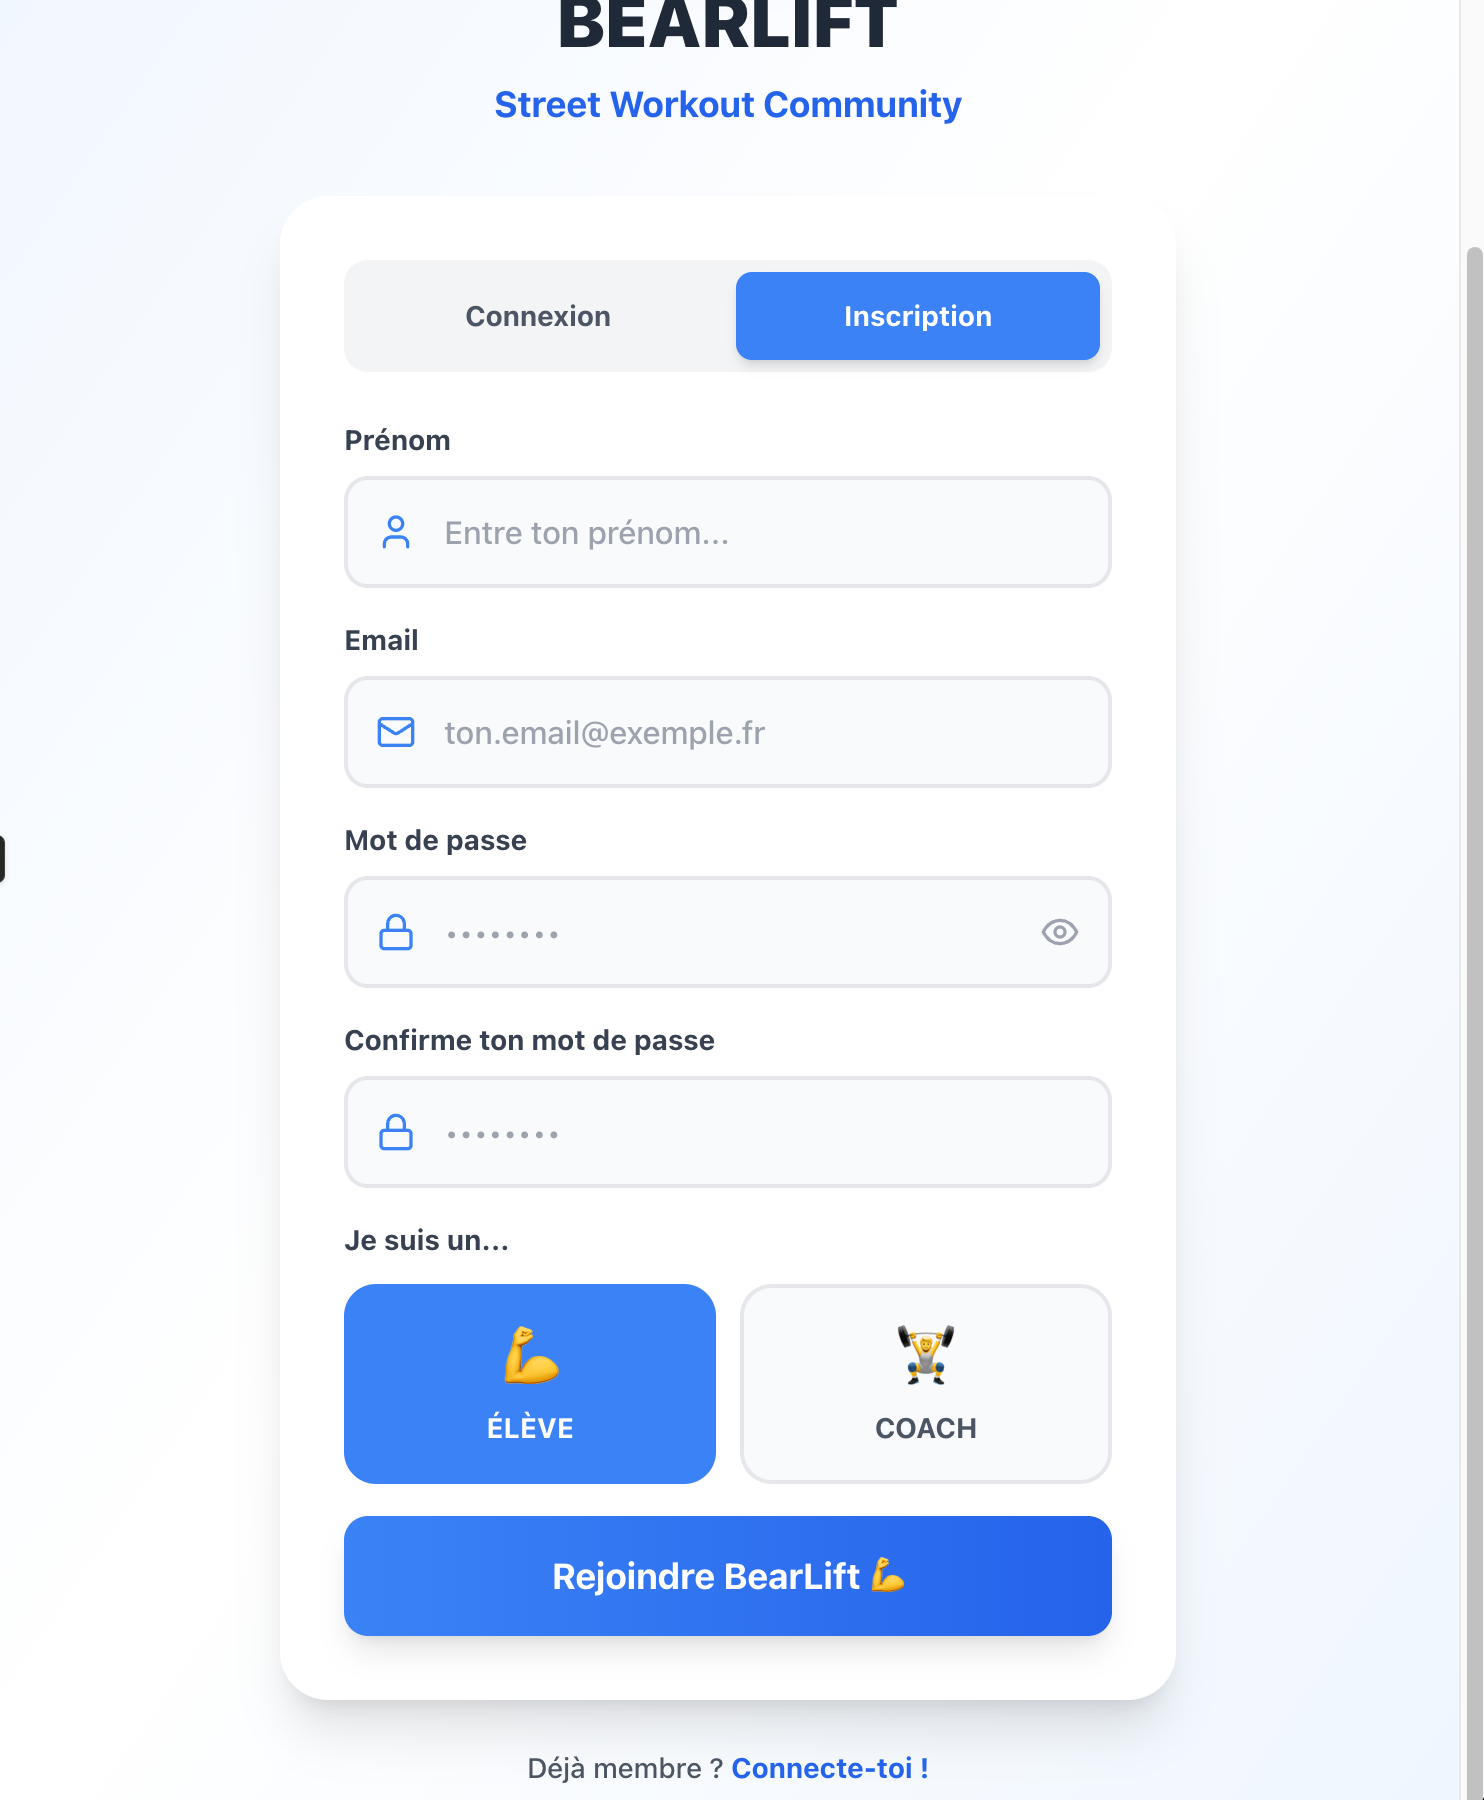 BEARLIFT
Street Workout Community
Connexion
Inscription
Prénom
Entre ton prénom...
Email
ton.email@exemple.fr
Mot de passe
••••••••
Confirme ton mot de passe
••••••••
Je suis un...
ÉLÈVE
COACH
Rejoindre BearLift 💪
Déjà membre ? Connecte-toi !